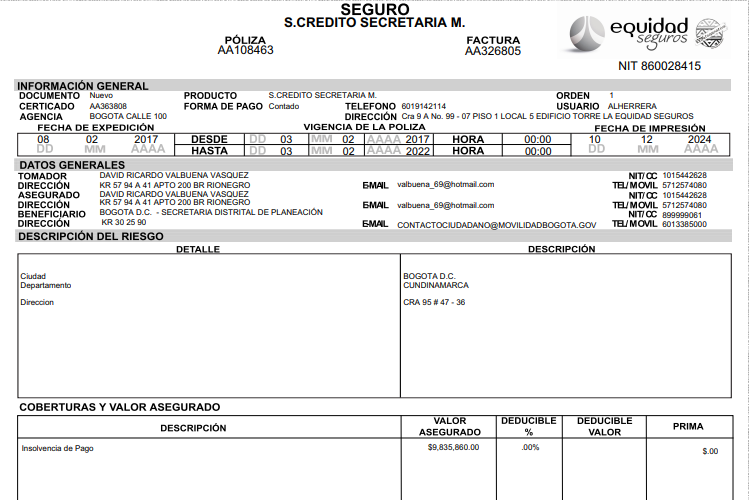 SEGURO
S.CREDITO SECRETARIA M.
PÓLIZA FACTURA
AA108463 AA326805
equidad
seguros
NIT 860028415
INFORMACIÓN GENERAL
DOCUMENTO Nuevo PRODUCTO S.CREDITO SECRETARIA M. ORDEN 1
CERTICADO AA363808 FORMA DE PAGO Contado TELEFONO 6019142114 USUARIO ALHERRERA
AGENCIA BOGOTA CALLE 100 DIRECCIÓN Cra 9 A No. 99 - 07 PISO 1 LOCAL 5 EDIFICIO TORRE LA EQUIDAD SEGUROS
FECHA DE EXPEDICIÓN VIGENCIA DE LA POLIZA FECHA DE IMPRESIÓN
08 02 2017 DESDE DD 03 MM 02 AAAA 2017 HORA 00:00 10 12 2024
DD MM AAAA HASTA DD 03 MM 02 AAAA 2022 HORA 00:00 DD MM AAAA
DATOS GENERALES
TOMADOR DAVID RICARDO VALBUENA VASQUEZ NIT/CC 1015442628
DIRECCIÓN KR 57 94 A 41 APTO 200 BR RIONEGRO E-MAIL valbuena_69@hotmail.com TEL/MOVIL 5712574080
ASEGURADO DAVID RICARDO VALBUENA VASQUEZ NIT/CC 1015442628
DIRECCIÓN KR 57 94 A 41 APTO 200 BR RIONEGRO E-MAIL valbuena_69@hotmail.com TEL/MOVIL 5712574080
BENEFICIARIO BOGOTA D.C. - SECRETARIA DISTRITAL DE PLANEACIÓN NIT/CC 899999061
DIRECCIÓN KR 30 25 90 E-MAIL CONTACTOCIUDADANO@MOVILIDADBOGOTA.GOV TEL/MOVIL 6013385000
DESCRIPCIÓN DEL RIESGO
DETALLE DESCRIPCIÓN
Ciudad BOGOTA D.C.
Departamento CUNDINAMARCA
Direccion CRA 95 # 47 - 36
COBERTURAS Y VALOR ASEGURADO
DESCRIPCIÓN VALOR ASEGURADO DEDUCIBLE % DEDUCIBLE VALOR PRIMA
Insolvencia de Pago $9,835,860.00 .00% $.00